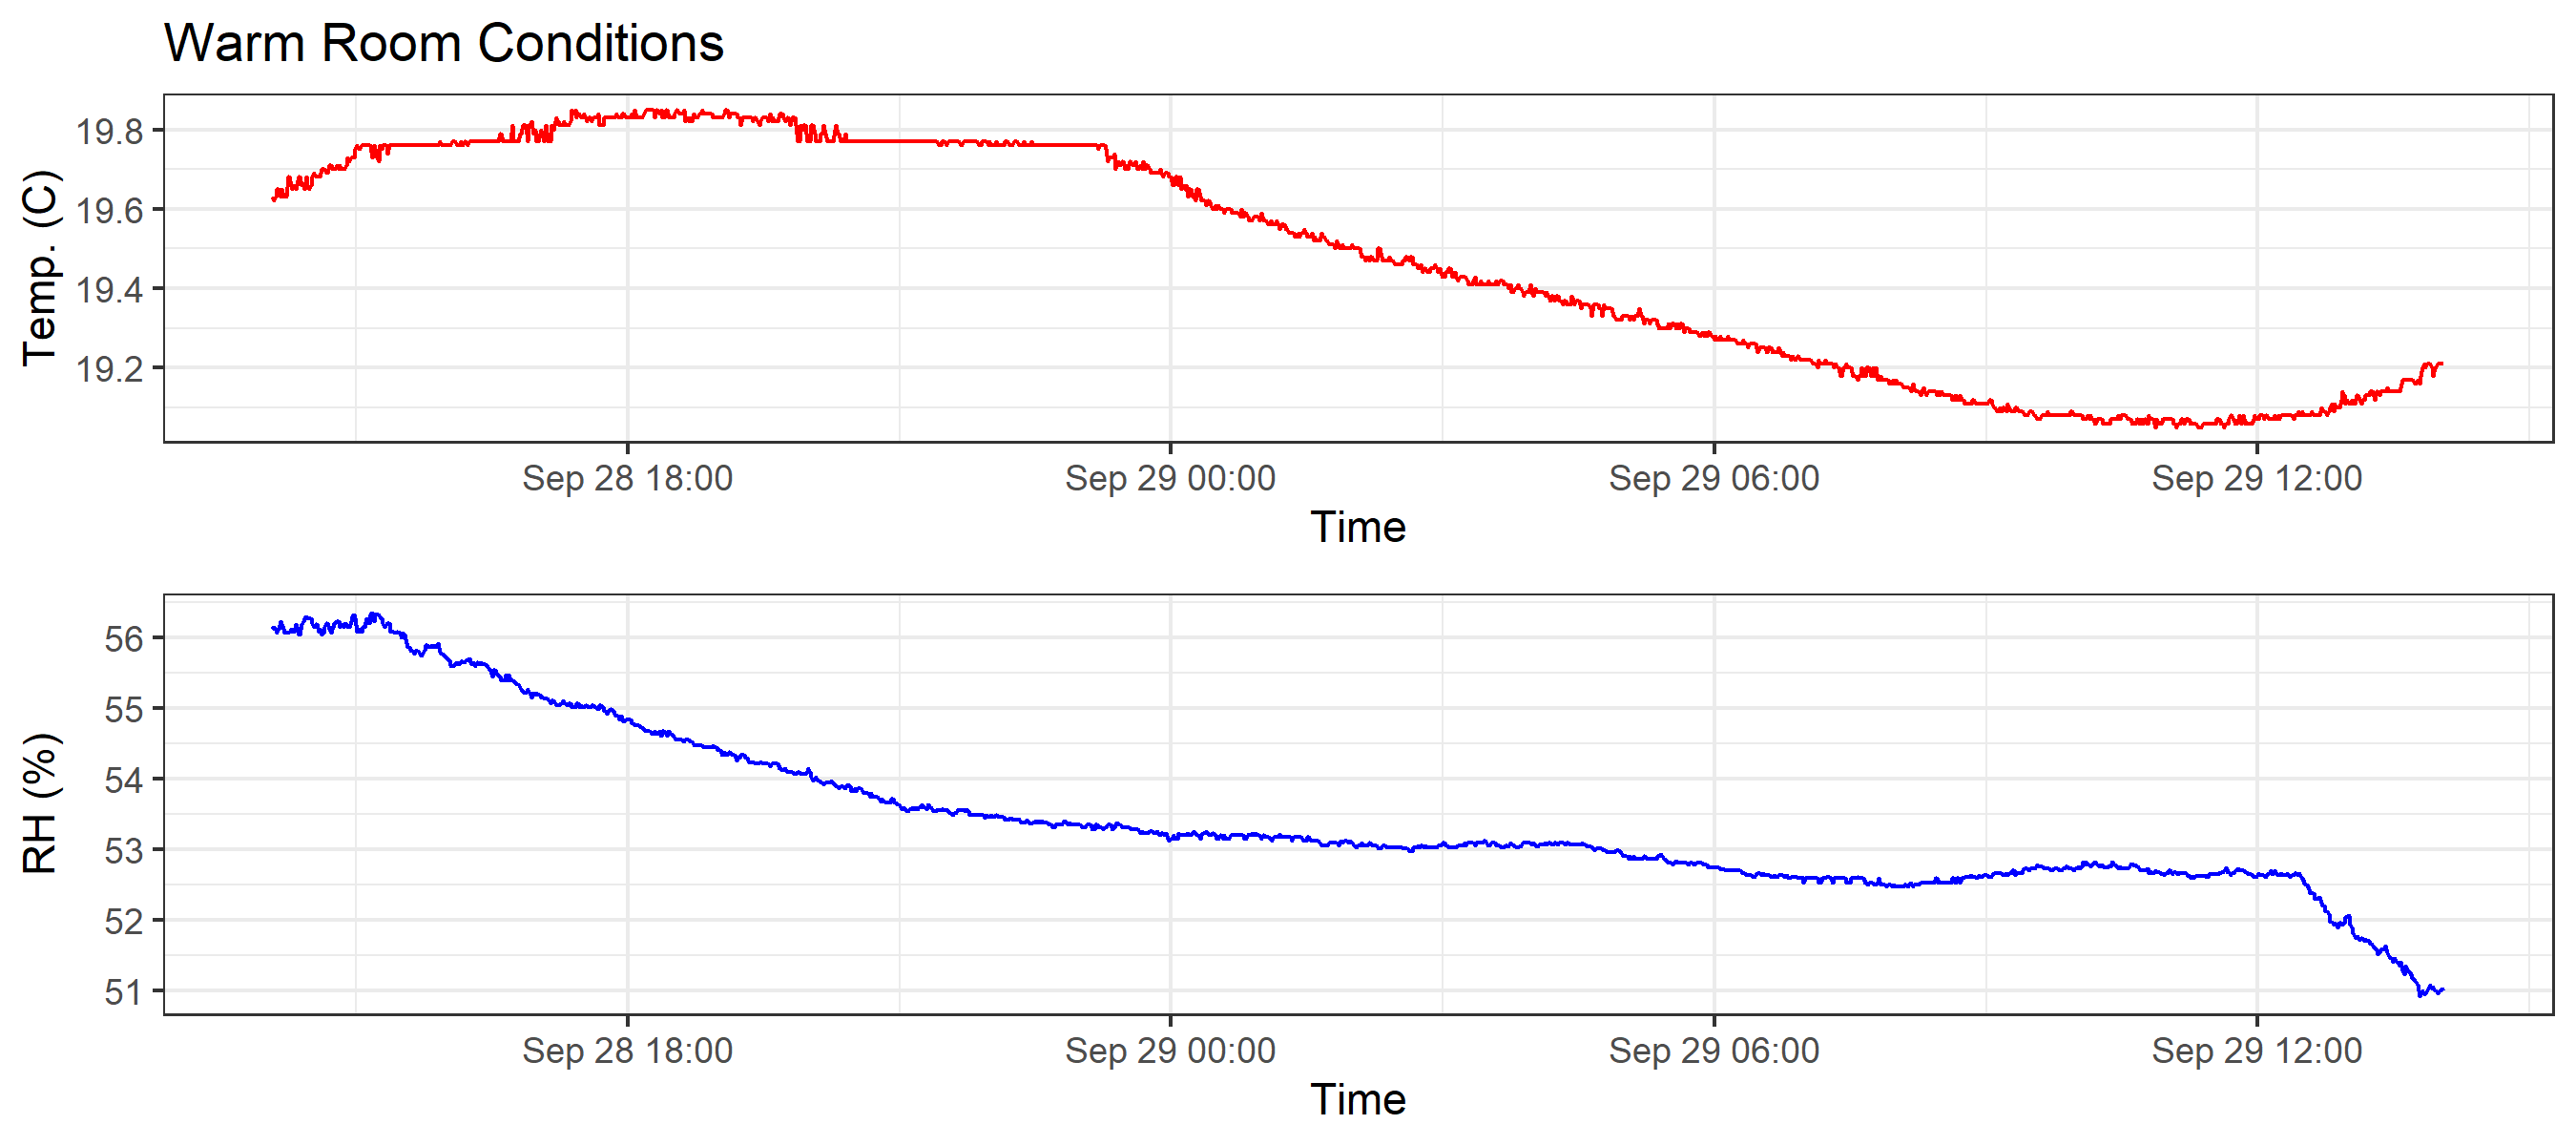 Warm Room Conditions
Temp. (C)
19.8
19.6
19.4
19.2
Sep 28 18:00 Sep 29 00:00 Sep 29 06:00 Sep 29 12:00
Time
RH (%)
56
55
54
53
52
51
Sep 28 18:00 Sep 29 00:00 Sep 29 06:00 Sep 29 12:00
Time